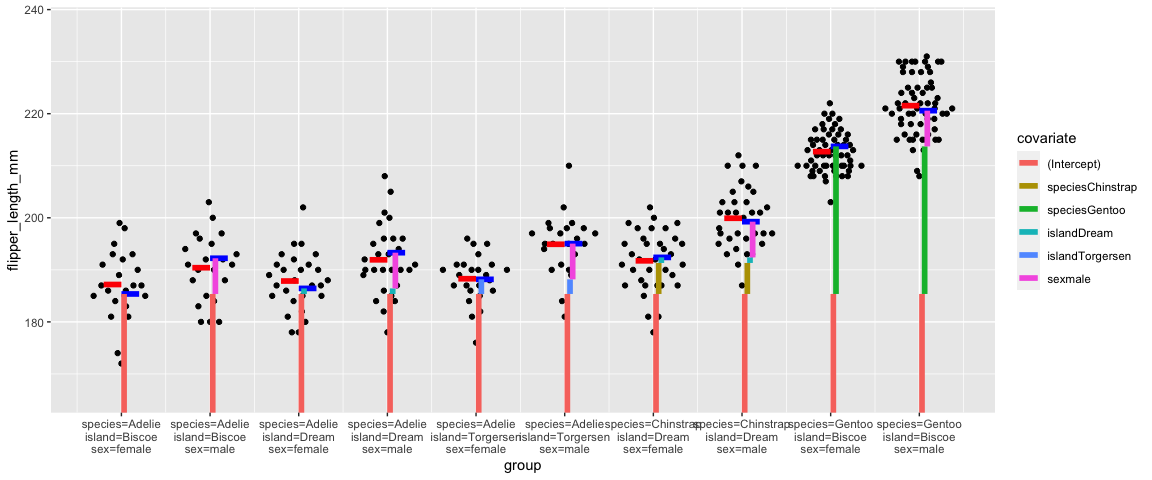 240
220
200
180
flipper_length_mm
species=Adelie species=Adelie species=Adelie species=Adelie species=Adelie species=Adelie species=Chinstrap species=Chinstrap species=Gentoo species=Gentoo
island=Biscoe island=Biscoe island=Dream island=Dream island=Torgersen island=Torgersen island=Dream island=Dream island=Biscoe island=Biscoe
sex=female sex=male sex=female sex=male sex=female sex=male sex=female sex=male sex=female sex=male
group
covariate
(Intercept)
speciesChinstrap
speciesGentoo
islandDream
islandTorgersen
sexmale